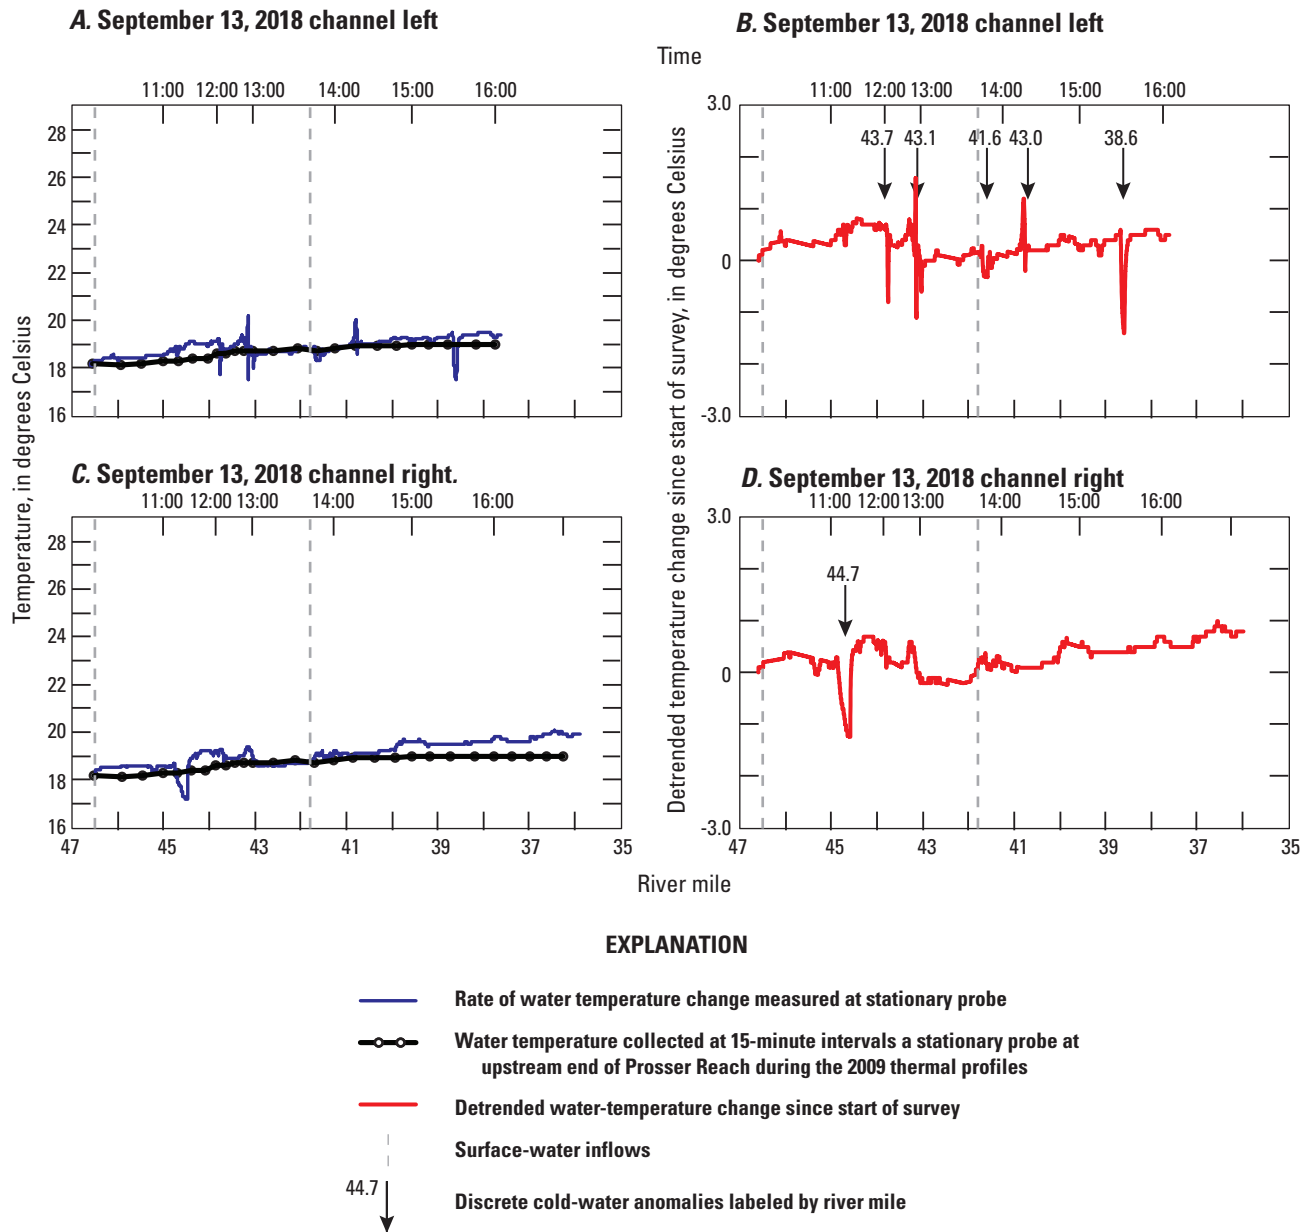 A. September 13, 2018 channel left
B. September 13, 2018 channel left
Time
11:00 12:00 13:00 14:00 15:00 16:00
11:00 12:00 13:00 14:00 15:00 16:00
28
26
24
22
20
18
16
3.0
0
-3.0
43.7 43.1 41.6 43.0 38.6
Temperature, in degrees Celsius
Detrended temperature change since start of survey, in degrees Celsius
C. September 13, 2018 channel right.
D. September 13, 2018 channel right
11:00 12:00 13:00 14:00 15:00 16:00
11:00 12:00 13:00 14:00 15:00 16:00
28
26
24
22
20
18
16
3.0
0
-3.0
44.7
47 45 43 41 39 37 35
47 45 43 41 39 37 35
River mile
EXPLANATION
Rate of water temperature change measured at stationary probe
Water temperature collected at 15-minute intervals a stationary probe at
upstream end of Prosser Reach during the 2009 thermal profiles
Detrended water-temperature change since start of survey
Surface-water inflows
44.7
Discrete cold-water anomalies labeled by river mile